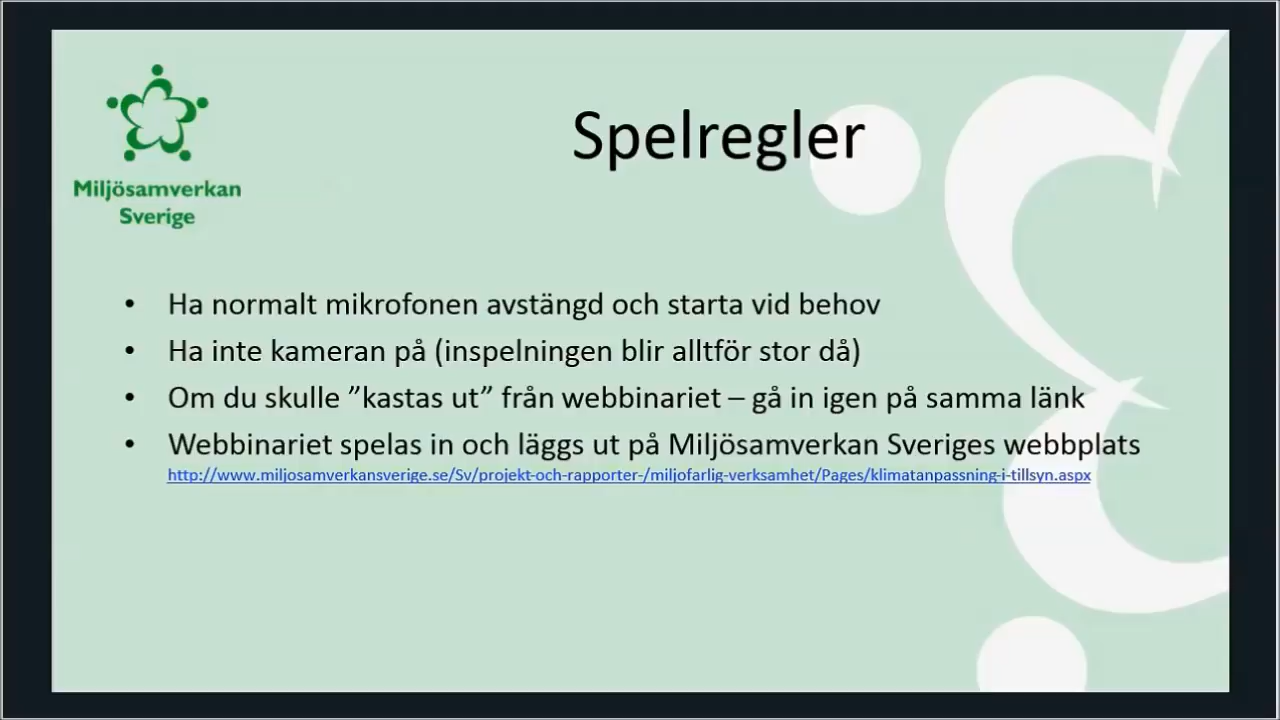 Miljösamverkan
Sverige
Spelregler
• Ha normalt mikrofonen avstängd och starta vid behov
• Ha inte kameran på (inspelningen blir alltför stor då)
• Om du skulle ”kastas ut” från webbinariet – gå in igen på samma länk
• Webbinariet spelas in och läggs ut på Miljösamverkan Sveriges webbplats
http://www.miljosamverkansverige.se/Sv/projekt-och-rapporter-/miljofarlig-verksamhet/Pages/klimatanpassning-i-tillsyn.aspx